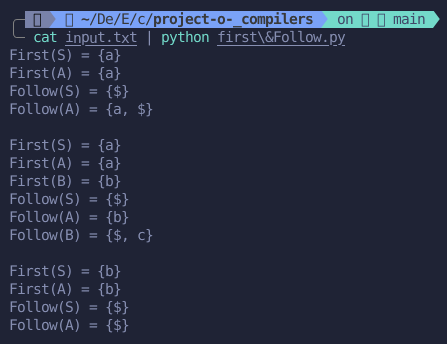 ~/De/E/c/project-o-_compilers on main
cat input.txt | python first\&Follow.py
First(S) = {a}
First(A) = {a}
Follow(S) = {$}
Follow(A) = {a, $}
First(S) = {a}
First(A) = {a}
First(B) = {b}
Follow(S) = {$}
Follow(A) = {b}
Follow(B) = {$, c}
First(S) = {b}
First(A) = {b}
Follow(S) = {$}
Follow(A) = {$}